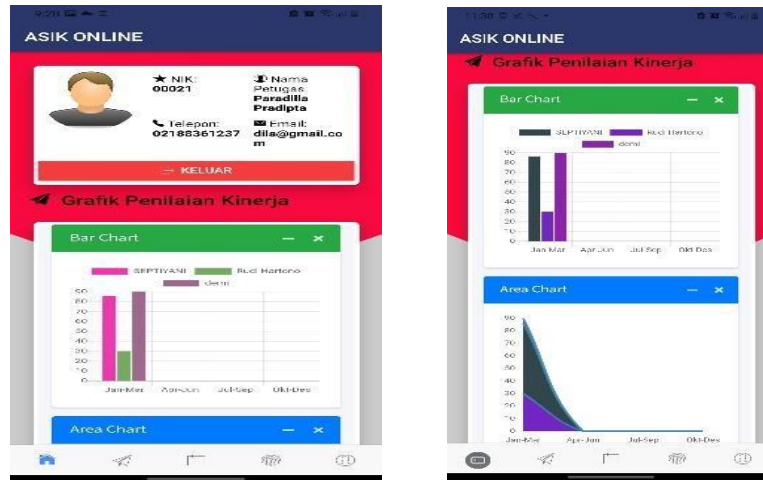 9:20
ASIK ONLINE
NIK:
00021
Nama
Petugas
Paradilla
Pradipta
Telepon:
02188361237
Email:
dila@gmail.co
m
KELUAR
Grafik Penilaian Kinerja
Bar Chart
SEPTIYANI Rudi Hartono
demi
90
80
70
60
50
40
30
20
10
0
Jan-Mar Apr-Jun Jul-Sep Okt-Des
Area Chart
11:30
ASIK ONLINE
Grafik Penilaian Kinerja
Bar Chart
SEPTIYANI Rudi Hartono
demi
90
80
70
60
50
40
30
20
10
0
Jan-Mar Apr-Jun Jul-Sep Okt-Des
Area Chart
90
80
70
60
50
40
30
20
10
0
Jan-Mar Apr-Jun Jul-Sep Okt-Des